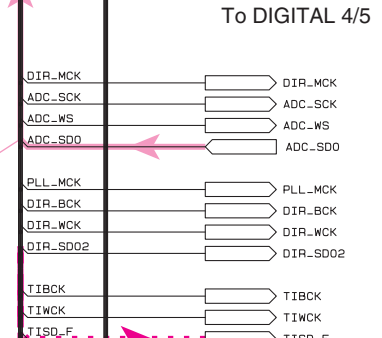 To DIGITAL 4/5
DIR_MCK DIR_MCK
ADC_SCK ADC_SCK
ADC_WS ADC_WS
ADC_SDO ADC_SDO
PLL_MCK PLL_MCK
DIR_BCK DIR_BCK
DIR_WCK DIR_WCK
DIR_SDO2 DIR_SDO2
TIBCK TIBCK
TIWCK TIWCK
TISD_F TISD_F